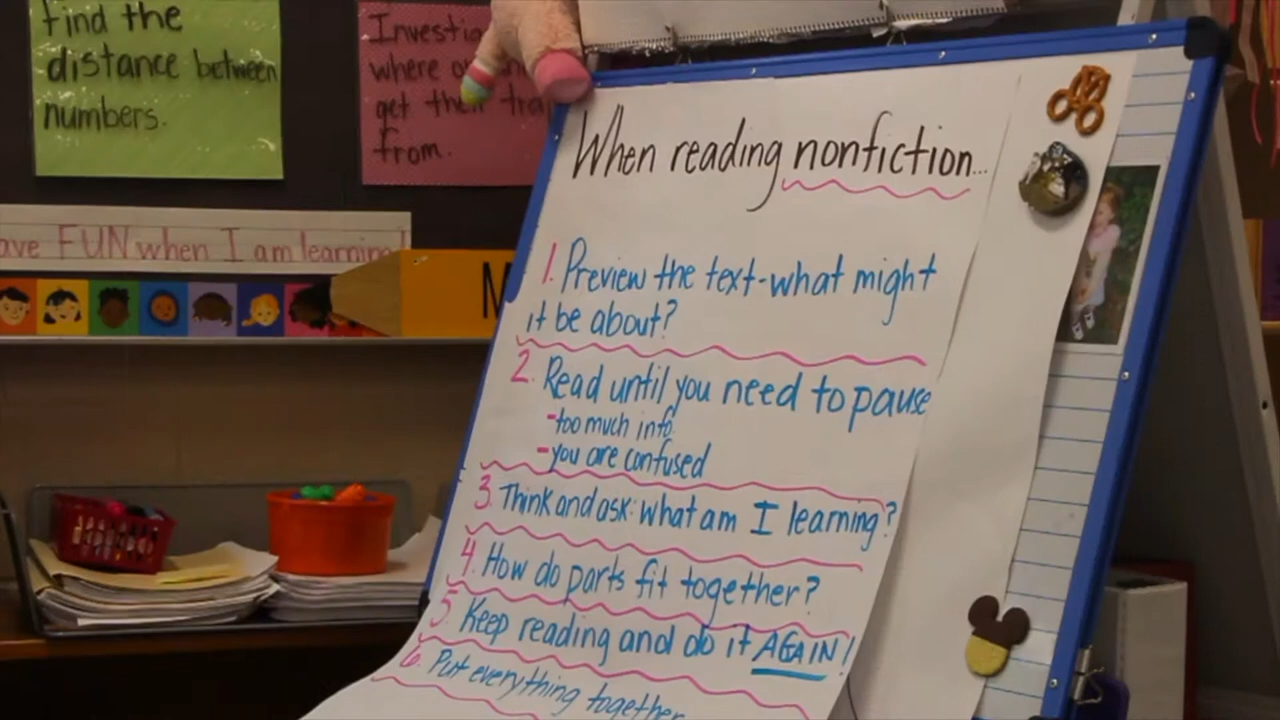 Find the
distance between
numbers.
where
get their
from.
FUN when I am learning!
M
When reading nonfiction...
1. Preview the text-what might
it be about?
2. Read until you need to pause
-too much info
-you are confused
3. Think and ask: what am I learning?
4. How do parts fit together?
5. Keep reading and do it AGAIN!
6. Put everything together